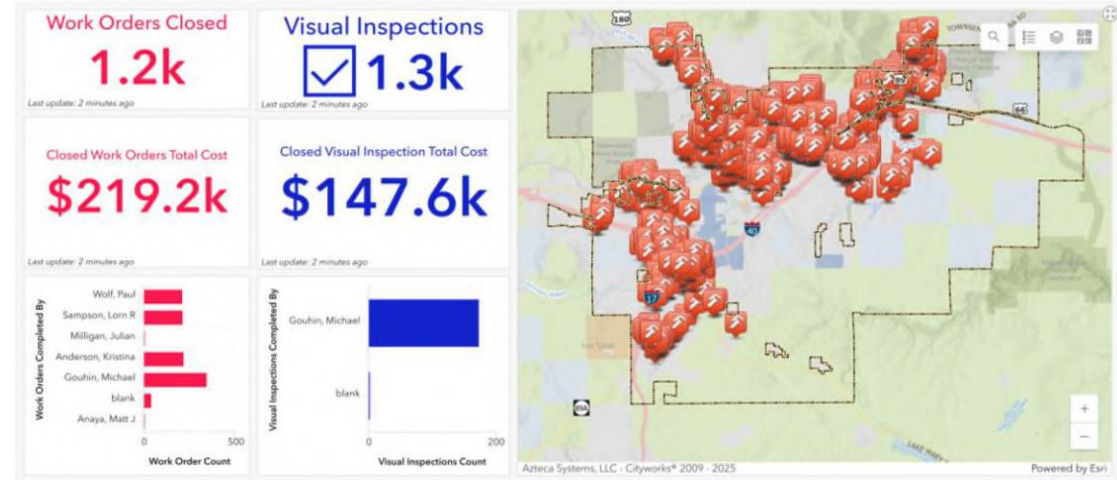 Work Orders Closed
1.2k
Last update: 2 minutes ago
Visual Inspections
1.3k
Last update: 2 minutes ago
Closed Work Orders Total Cost
$219.2k
Last update: 2 minutes ago
Closed Visual Inspection Total Cost
$147.6k
Last update: 2 minutes ago
Work Orders Completed By
Wolf, Paul
Sampson, Lorn R
Milligan, Julian
Anderson, Kristina
Gouhin, Michael
blank
Anaya, Matt J
0
500
Work Order Count
Visual Inspections Completed By
Gouhin, Michael
blank
0
200
Visual Inspections Count
180
66
40
17
89A
+
−
Azteca Systems, LLC - Cityworks® 2009 - 2025
Powered by Esri